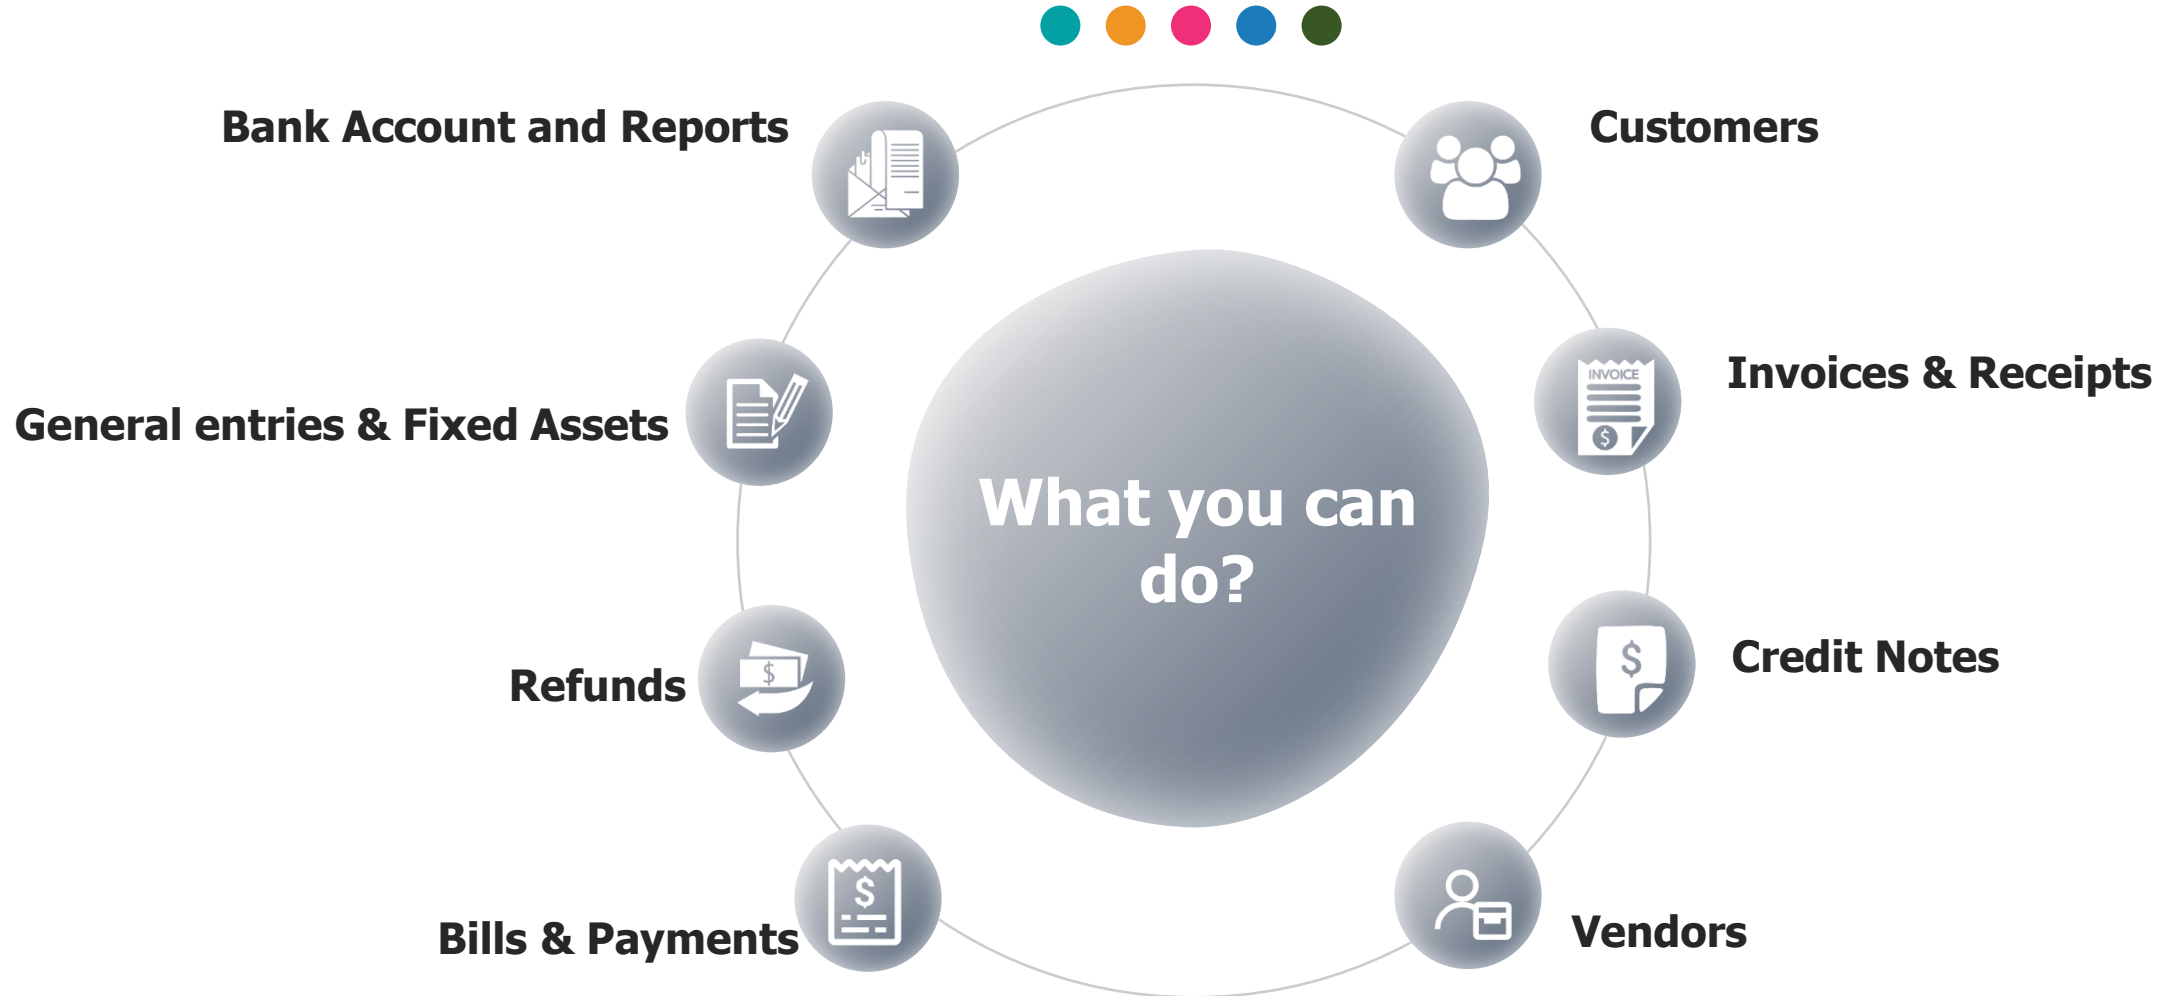 Bank Account and Reports
Customers
Invoices & Receipts
INVOICE
$
General entries & Fixed Assets
What you can
do?
Credit Notes
$
Refunds
$
Bills & Payments
$
Vendors